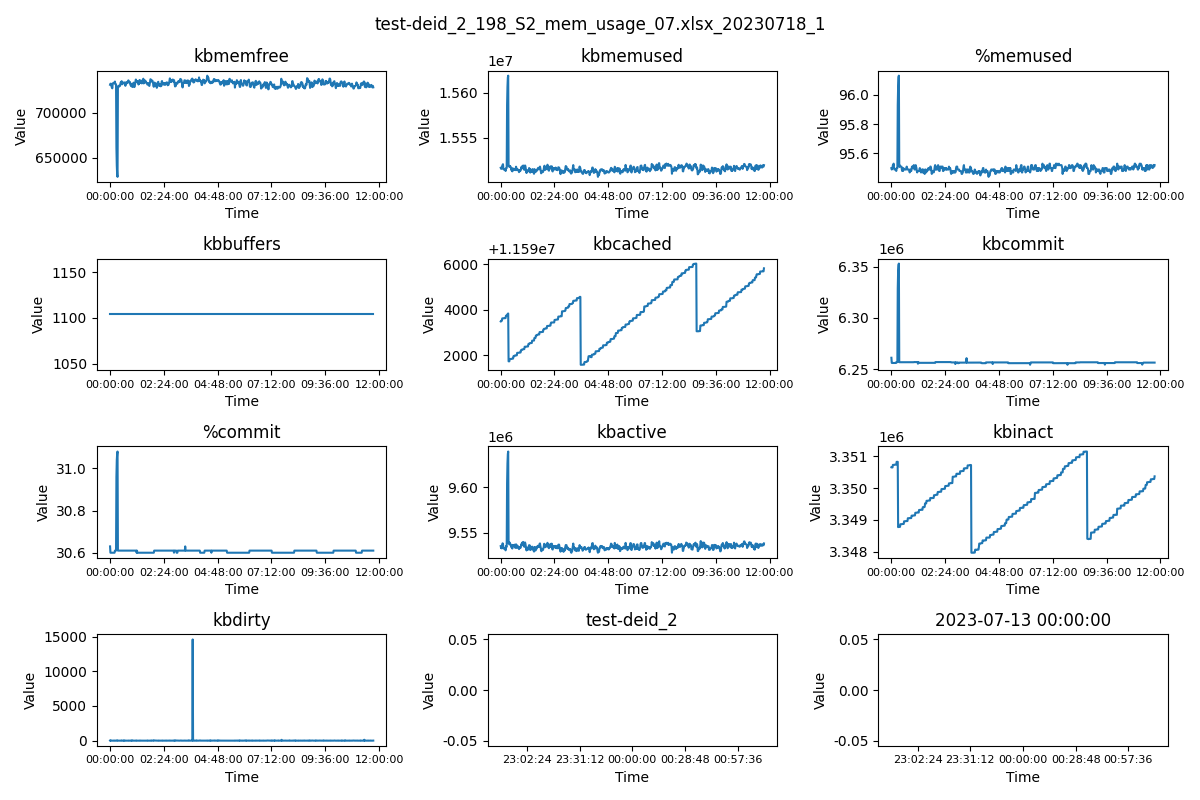 test-deid_2_198_S2_mem_usage_07.xlsx_20230718_1
kbmemfree
Value
700000
650000
00:00:00 02:24:00 04:48:00 07:12:00 09:36:00 12:00:00
Time
kbmemused
1e7
Value
1.560
1.555
00:00:00 02:24:00 04:48:00 07:12:00 09:36:00 12:00:00
Time
%memused
Value
96.0
95.8
95.6
00:00:00 02:24:00 04:48:00 07:12:00 09:36:00 12:00:00
Time
kbbuffers
Value
1150
1100
1050
00:00:00 02:24:00 04:48:00 07:12:00 09:36:00 12:00:00
Time
kbcached
+1.159e7
Value
6000
4000
2000
00:00:00 02:24:00 04:48:00 07:12:00 09:36:00 12:00:00
Time
kbcommit
1e6
Value
6.35
6.30
6.25
00:00:00 02:24:00 04:48:00 07:12:00 09:36:00 12:00:00
Time
%commit
Value
31.0
30.8
30.6
00:00:00 02:24:00 04:48:00 07:12:00 09:36:00 12:00:00
Time
kbactive
1e6
Value
9.60
9.55
00:00:00 02:24:00 04:48:00 07:12:00 09:36:00 12:00:00
Time
kbinact
1e6
Value
3.351
3.350
3.349
3.348
00:00:00 02:24:00 04:48:00 07:12:00 09:36:00 12:00:00
Time
kbdirty
Value
15000
10000
5000
0
00:00:00 02:24:00 04:48:00 07:12:00 09:36:00 12:00:00
Time
test-deid_2
Value
0.05
0.00
-0.05
23:02:24 23:31:12 00:00:00 00:28:48 00:57:36
Time
2023-07-13 00:00:00
Value
0.05
0.00
-0.05
23:02:24 23:31:12 00:00:00 00:28:48 00:57:36
Time